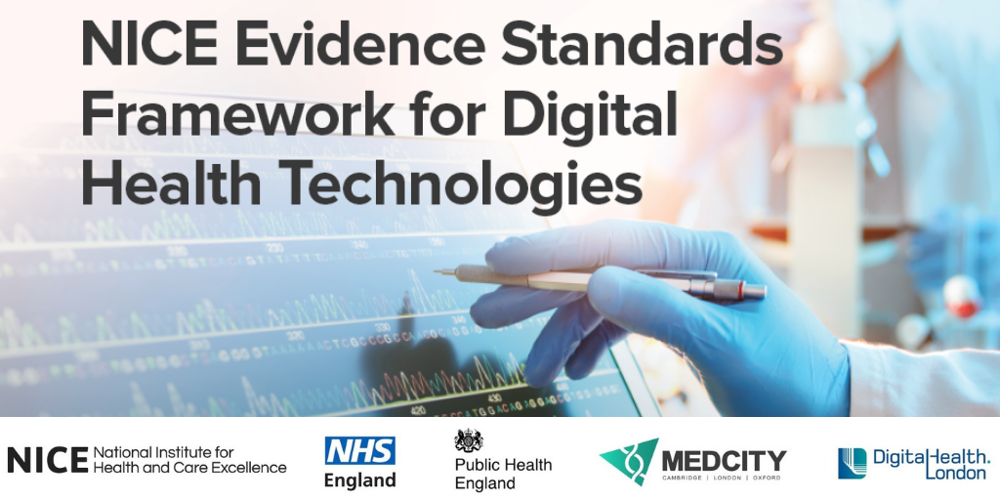 NICE Evidence Standards
Framework for Digital
Health Technologies
NICE National Institute for
Health and Care Excellence
NHS
England
Public Health
England
MEDCITY
CAMBRIDGE | LONDON | OXFORD
DigitalHealth.
London